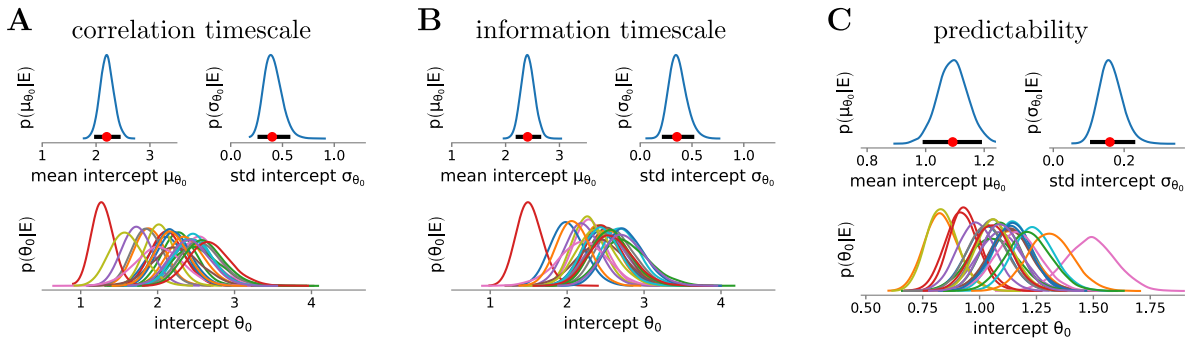 A
correlation timescale
p(μθ₀|E)
1 2 3
mean intercept μθ₀
p(σθ₀|E)
0.0 0.5 1.0
std intercept σθ₀
p(θ₀|E)
1 2 3 4
intercept θ₀
B
information timescale
p(μθ₀|E)
1 2 3
mean intercept μθ₀
p(σθ₀|E)
0.0 0.5 1.0
std intercept σθ₀
p(θ₀|E)
1 2 3 4
intercept θ₀
C
predictability
p(μθ₀|E)
0.8 1.0 1.2
mean intercept μθ₀
p(σθ₀|E)
0.0 0.2
std intercept σθ₀
p(θ₀|E)
0.50 0.75 1.00 1.25 1.50 1.75
intercept θ₀